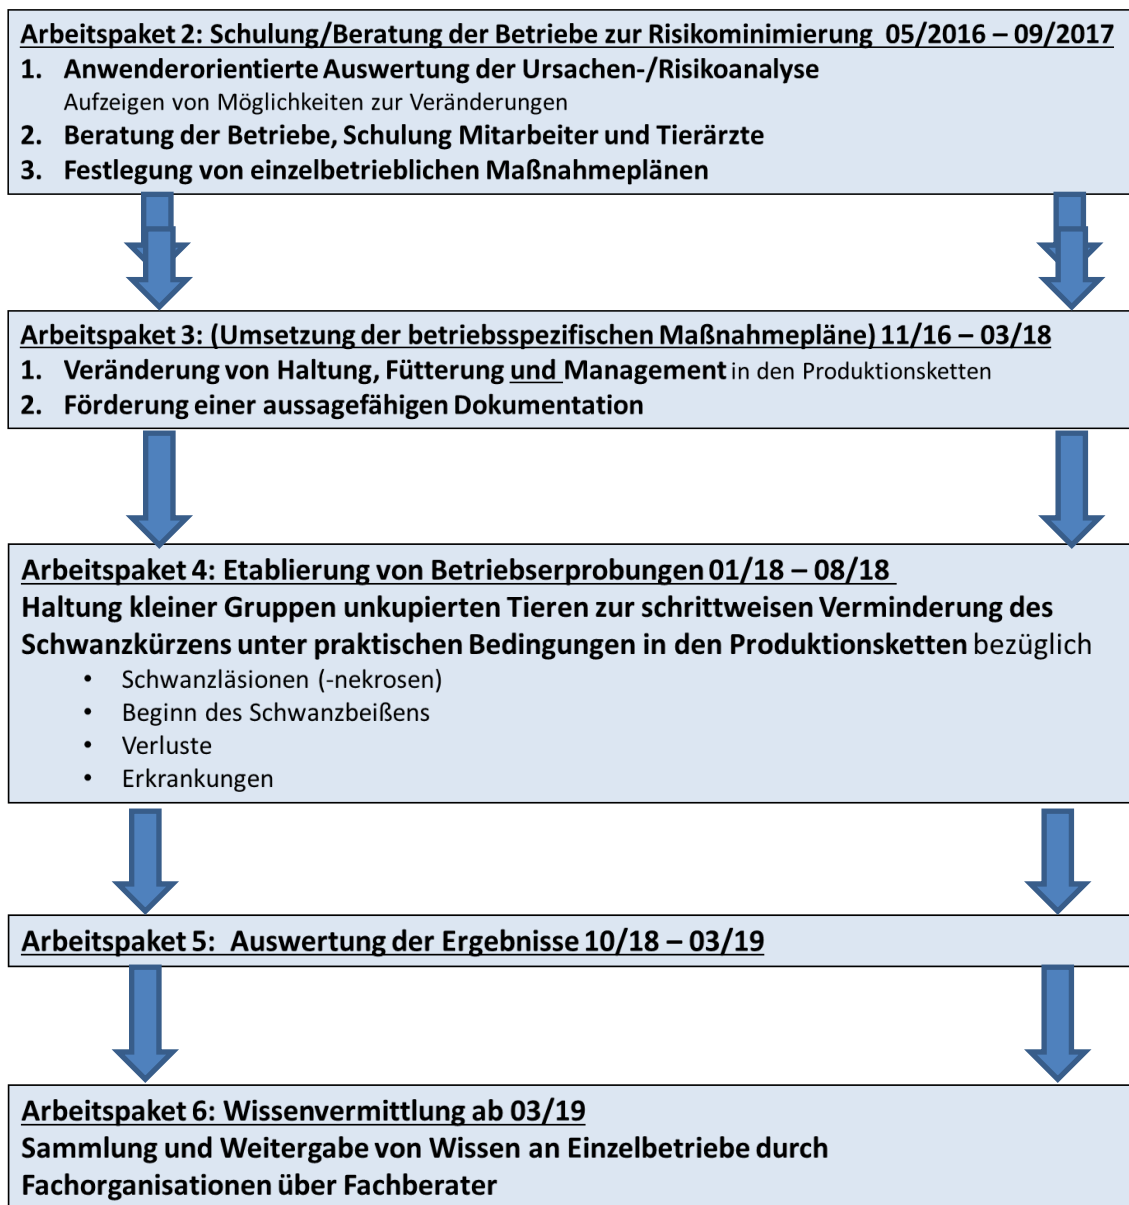 Arbeitspaket 2: Schulung/Beratung der Betriebe zur Risikominimierung 05/2016 – 09/2017
1. Anwenderorientierte Auswertung der Ursachen-/Risikoanalyse
Aufzeigen von Möglichkeiten zur Veränderungen
2. Beratung der Betriebe, Schulung Mitarbeiter und Tierärzte
3. Festlegung von einzelbetrieblichen Maßnahmeplänen
Arbeitspaket 3: (Umsetzung der betriebsspezifischen Maßnahmepläne) 11/16 – 03/18
1. Veränderung von Haltung, Fütterung und Management in den Produktionsketten
2. Förderung einer aussagefähigen Dokumentation
Arbeitspaket 4: Etablierung von Betriebserprobungen 01/18 – 08/18
Haltung kleiner Gruppen unkupierten Tieren zur schrittweisen Verminderung des
Schwanzkürzens unter praktischen Bedingungen in den Produktionsketten bezüglich
• Schwanzläsionen (-nekrosen)
• Beginn des Schwanzbeißens
• Verluste
• Erkrankungen
Arbeitspaket 5: Auswertung der Ergebnisse 10/18 – 03/19
Arbeitspaket 6: Wissenvermittlung ab 03/19
Sammlung und Weitergabe von Wissen an Einzelbetriebe durch
Fachorganisationen über Fachberater